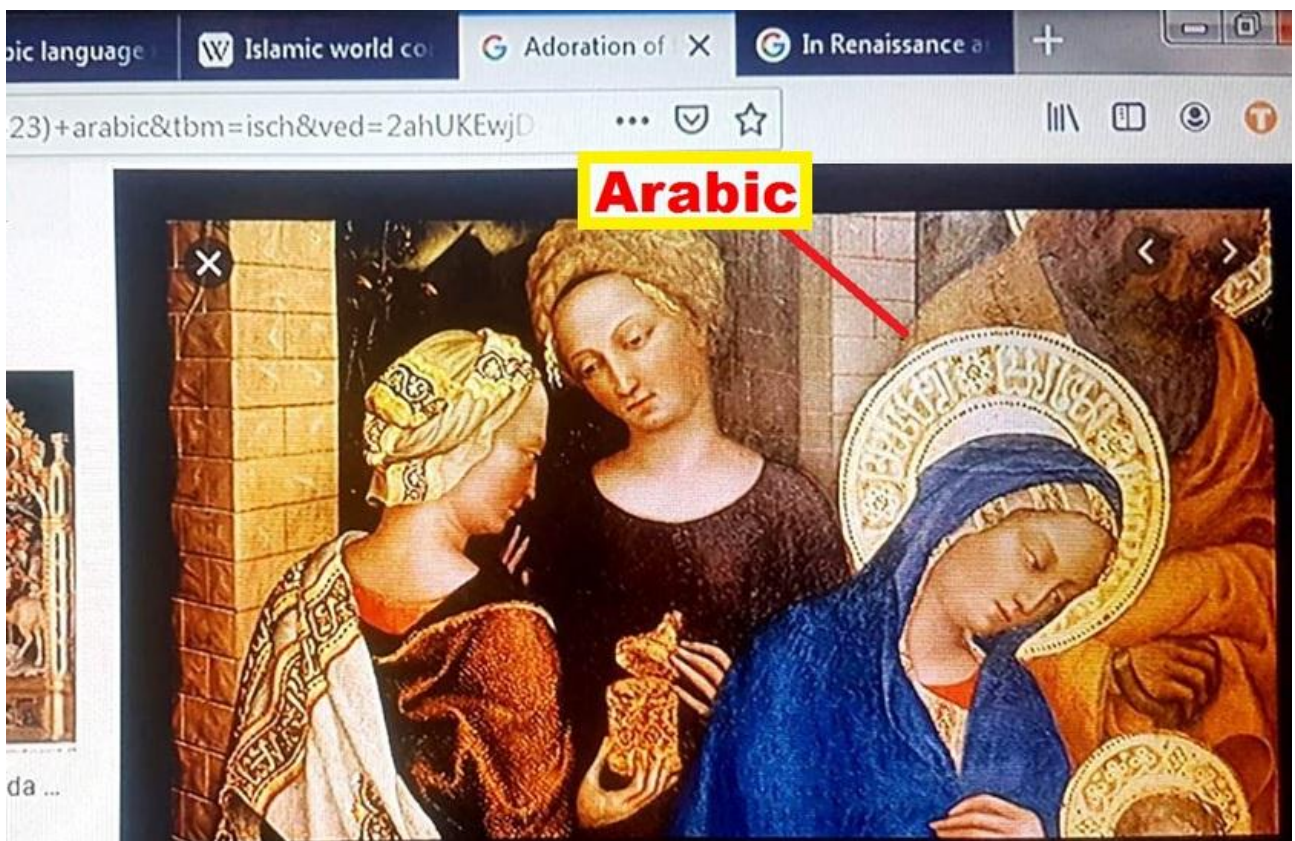 bic language
Islamic world co
Adoration of
In Renaissance a
23)+arabic&tbm=isch&ved=2ahUKEwjD
Arabic
da ...